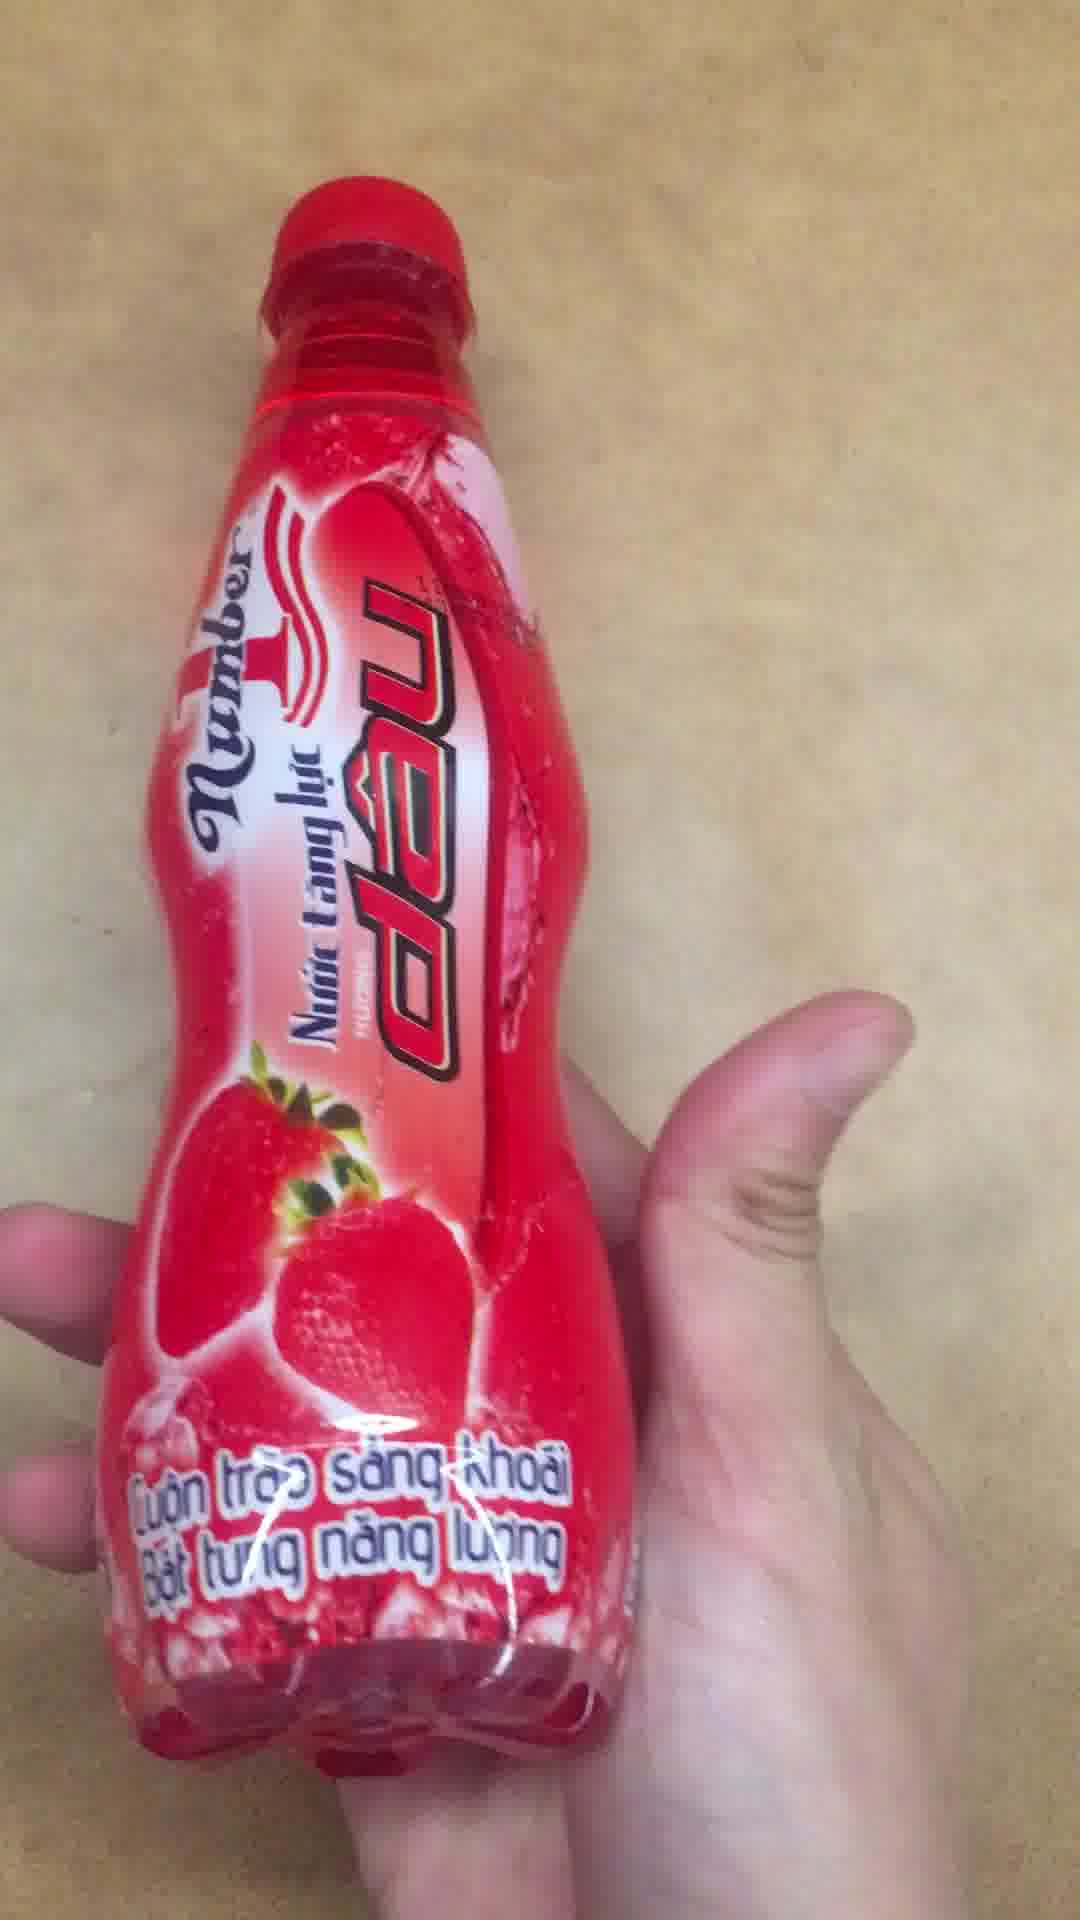 Number 1
Nước tăng lực
HƯƠNG
Dâu
Cuộn trào sảng khoái
Bật tung năng lượng